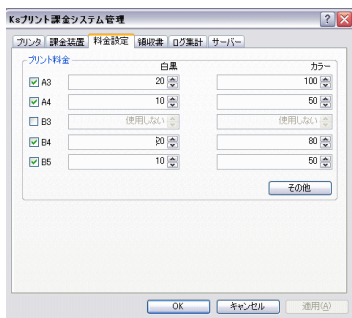 Ksプリント課金システム管理
プリンタ 課金装置 料金設定 領収書 ログ集計 サーバー
プリント料金
白黒 カラー
A3 20 100
A4 10 50
B3 使用しない 使用しない
B4 20 80
B5 10 50
その他
OK キャンセル 適用(A)